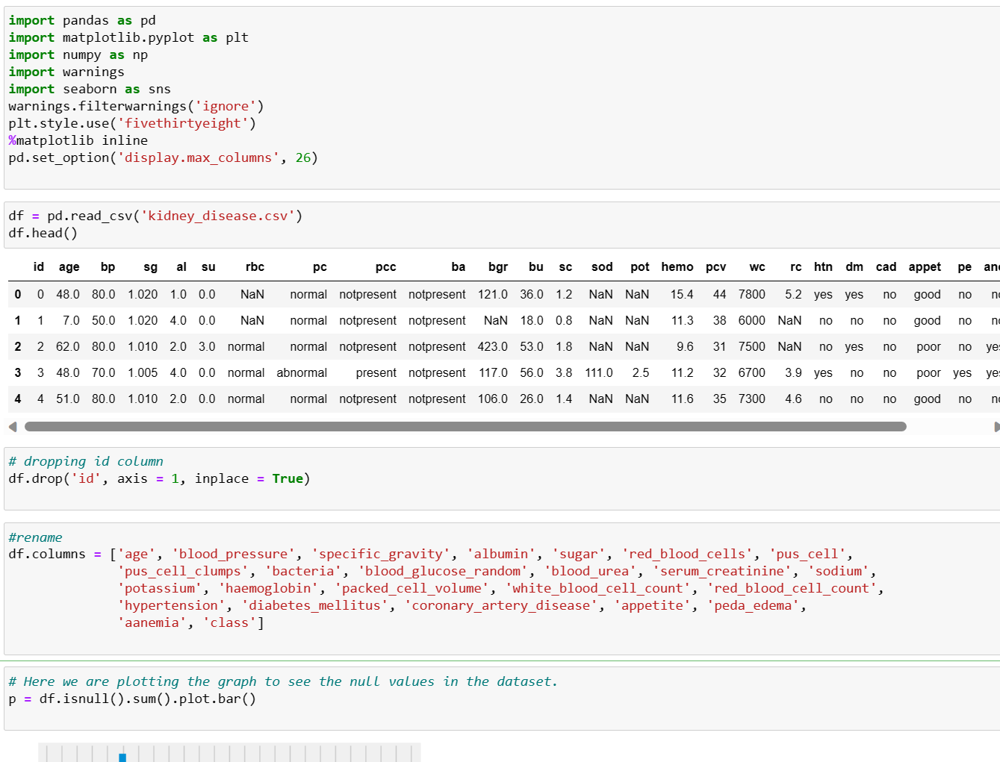 import pandas as pd
import matplotlib.pyplot as plt
import numpy as np
import warnings
import seaborn as sns
warnings.filterwarnings('ignore')
plt.style.use('fivethirtyeight')
%matplotlib inline
pd.set_option('display.max_columns', 26)
df = pd.read_csv('kidney_disease.csv')
df.head()
id age bp sg al su rbc pc pcc ba bgr bu sc sod pot hemo pcv wc rc htn dm cad appet pe
0 0 48.0 80.0 1.020 1.0 0.0 NaN normal notpresent notpresent 121.0 36.0 1.2 NaN NaN 15.4 44 7800 5.2 yes yes no good no
1 1 7.0 50.0 1.020 4.0 0.0 NaN normal notpresent notpresent NaN 18.0 0.8 NaN NaN 11.3 38 6000 NaN no no no good no
2 2 62.0 80.0 1.010 2.0 3.0 normal normal notpresent notpresent 423.0 53.0 1.8 NaN NaN 9.6 31 7500 NaN no yes no poor no
3 3 48.0 70.0 1.005 4.0 0.0 normal abnormal present notpresent 117.0 56.0 3.8 111.0 2.5 11.2 32 6700 3.9 yes no no poor yes
4 4 51.0 80.0 1.010 2.0 0.0 normal normal notpresent notpresent 106.0 26.0 1.4 NaN NaN 11.6 35 7300 4.6 no no no good no
# dropping id column
df.drop('id', axis = 1, inplace = True)
#rename
df.columns = ['age', 'blood_pressure', 'specific_gravity', 'albumin', 'sugar', 'red_blood_cells', 'pus_cell',
'pus_cell_clumps', 'bacteria', 'blood_glucose_random', 'blood_urea', 'serum_creatinine', 'sodium',
'potassium', 'haemoglobin', 'packed_cell_volume', 'white_blood_cell_count', 'red_blood_cell_count',
'hypertension', 'diabetes_mellitus', 'coronary_artery_disease', 'appetite', 'peda_edema',
'aanemia', 'class']
# Here we are plotting the graph to see the null values in the dataset.
p = df.isnull().sum().plot.bar()